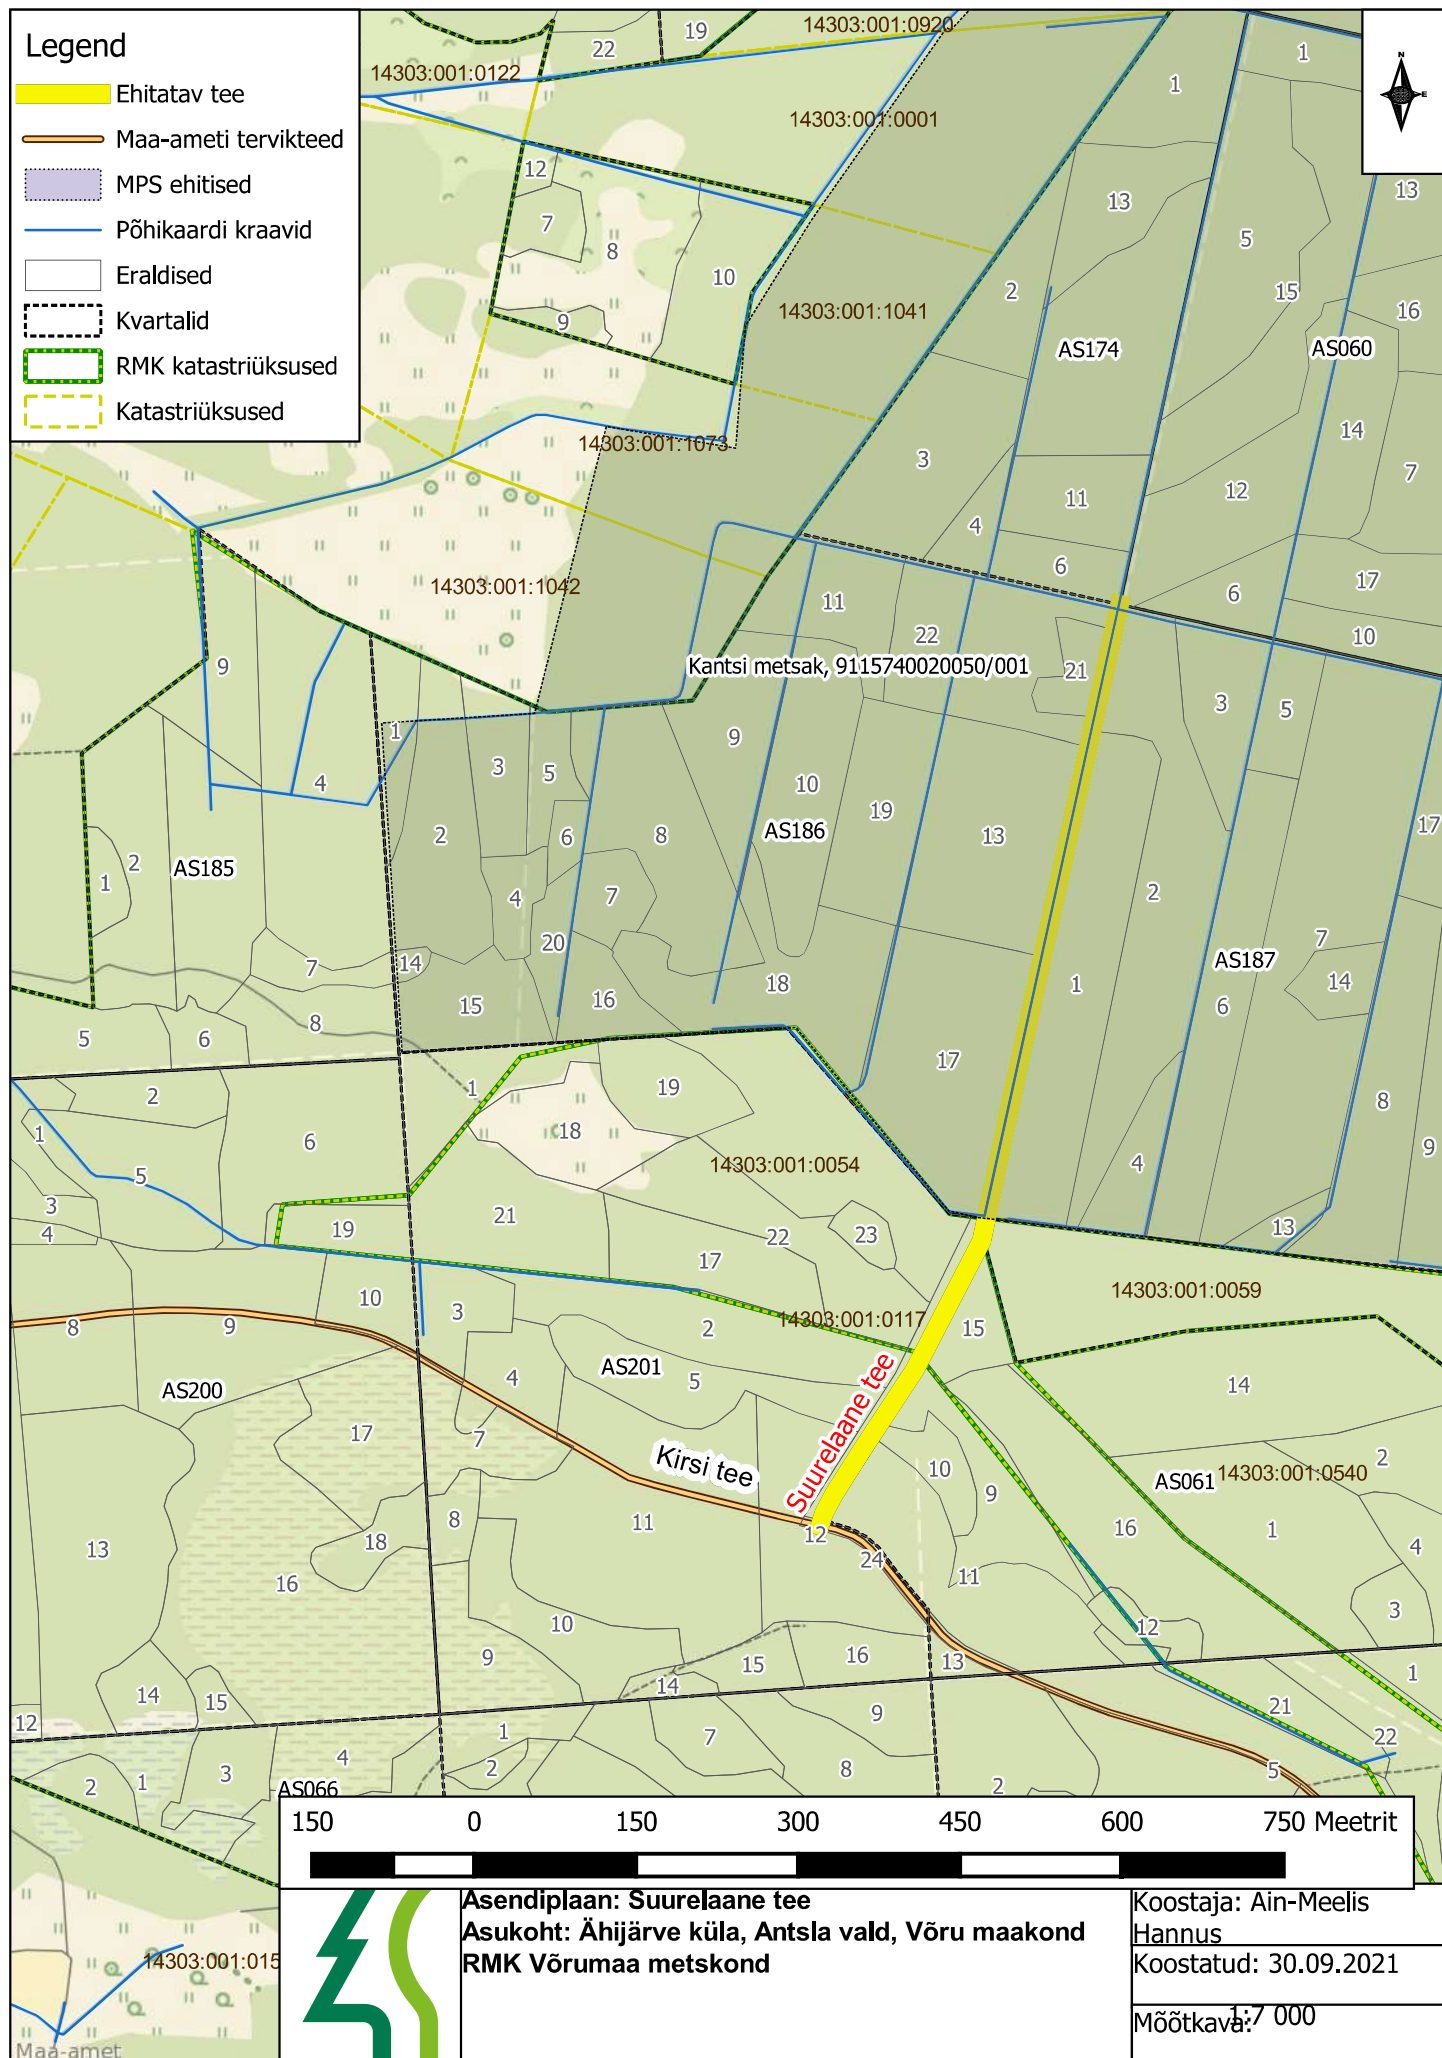 Legend
Ehitatav tee
Maa-ameti tervikteed
MPS ehitised
Põhikaardi kraavid
Eraldised
Kvartalid
RMK katastriüksused
Katastriüksused
14303:001:0920
14303:001:0122
14303:001:0001
14303:001:1041
14303:001:1073
14303:001:1042
AS174
AS060
Kantsi metsak, 9115740020050/001
AS186
AS185
AS187
14303:001:0054
14303:001:0059
14303:001:0117
AS201
AS200
Suurelaane tee
Kirsi tee
AS061
14303:001:0540
AS066
14303:001:015
Maa-amet
150 0 150 300 450 600 750 Meetrit
Asendiplaan: Suurelaane tee
Asukoht: Ähijärve küla, Antsla vald, Võru maakond
RMK Võrumaa metskond
Koostaja: Ain-Meelis
Hannus
Koostatud: 30.09.2021
Mõõtkava: 1:7 000